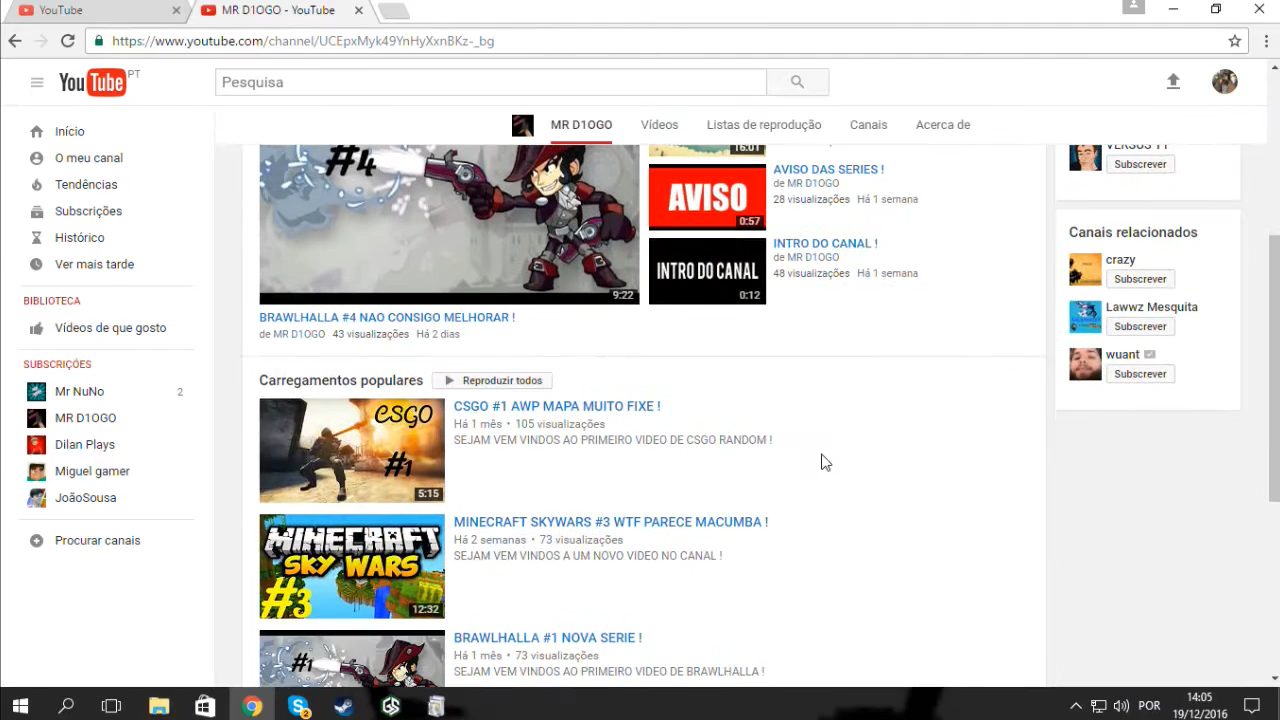 YouTube
MR D1OGO - YouTube
https://www.youtube.com/channel/UCEpxMyk49YnHyXxnBKz-_bg
YouTube PT
Pesquisa
MR D1OGO
Vídeos
Listas de reprodução
Canais
Acerca de
Início
O meu canal
Tendências
Subscrições
Histórico
Ver mais tarde
BIBLIOTECA
Vídeos de que gosto
SUBSCRIÇÕES
Mr NuNo 2
MR D1OGO
Dilan Plays
Miguel gamer
JoãoSousa
Procurar canais
#4
9:22
BRAWLHALLA #4 NAO CONSIGO MELHORAR !
de MR D1OGO 43 visualizações Há 2 dias
16:01
AVISO
0:57
AVISO DAS SERIES !
de MR D1OGO
28 visualizações Há 1 semana
INTRO DO CANAL
0:12
INTRO DO CANAL !
de MR D1OGO
48 visualizações Há 1 semana
Carregamentos populares
Reproduzir todos
CSGO
#1
5:15
CSGO #1 AWP MAPA MUITO FIXE !
Há 1 mês • 105 visualizações
SEJAM VEM VINDOS AO PRIMEIRO VIDEO DE CSGO RANDOM !
MINECRAFT
SKY WARS
#3
12:32
MINECRAFT SKYWARS #3 WTF PARECE MACUMBA !
Há 2 semanas • 73 visualizações
SEJAM VEM VINDOS A UM NOVO VIDEO NO CANAL !
#1
BRAWLHALLA #1 NOVA SERIE !
Há 1 mês • 73 visualizações
SEJAM VEM VINDOS AO PRIMEIRO VIDEO DE BRAWLHALLA !
Subscrever
Canais relacionados
crazy
Subscrever
Lawwz Mesquita
Subscrever
wuant
Subscrever
2
POR
14:05
19/12/2016